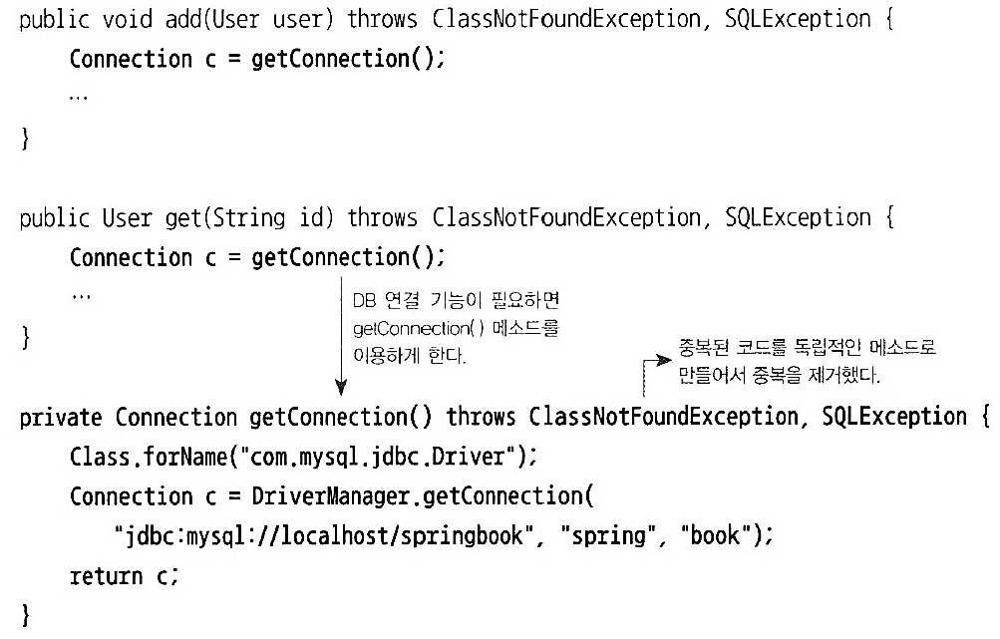 public void add(User user) throws ClassNotFoundException, SQLException {
Connection c = getConnection();
...
}
public User get(String id) throws ClassNotFoundException, SQLException {
Connection c = getConnection();
...
}
DB 연결 기능이 필요하면
getConnection() 메소드를
이용하게 한다.
중복된 코드를 독립적인 메소드로
만들어서 중복을 제거했다.
private Connection getConnection() throws ClassNotFoundException, SQLException {
Class.forName("com.mysql.jdbc.Driver");
Connection c = DriverManager.getConnection(
"jdbc:mysql://localhost/springbook", "spring", "book");
return c;
}